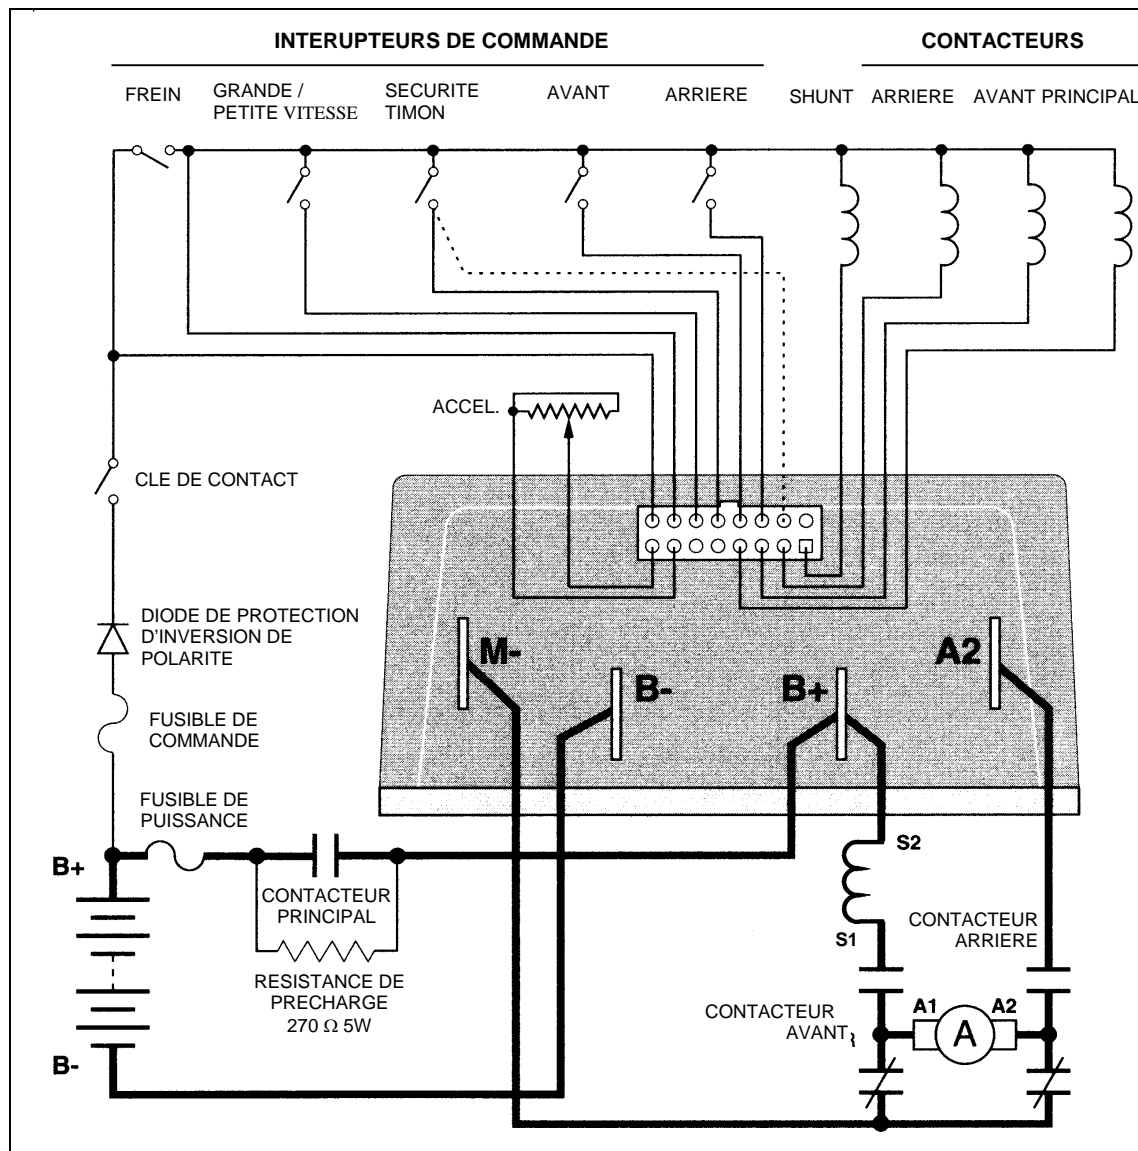 INTERUPTEURS DE COMMANDE
CONTACTEURS
FREIN
GRANDE /
PETITE VITESSE
SECURITE
TIMON
AVANT
ARRIERE
SHUNT
ARRIERE
AVANT PRINCIPAL
ACCEL.
CLE DE CONTACT
DIODE DE PROTECTION
D'INVERSION DE
POLARITE
M-
B-
B+
A2
FUSIBLE DE
COMMANDE
FUSIBLE DE
PUISSANCE
B+
CONTACTEUR
PRINCIPAL
RESISTANCE DE
PRECHARGE
270 Ω 5W
B-
S2
S1
CONTACTEUR
ARRIERE
CONTACTEUR
AVANT
A1
A
A2